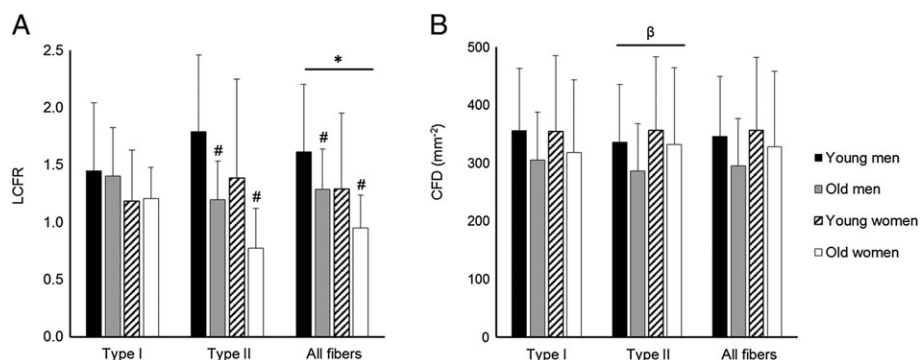 A
LCFR
2.5
2.0
1.5
1.0
0.5
0.0
*
#
#
#
#
Type I
Type II
All fibers
B
CFD (mm⁻²)
500
400
300
200
100
0
β
Type I
Type II
All fibers
Young men
Old men
Young women
Old women